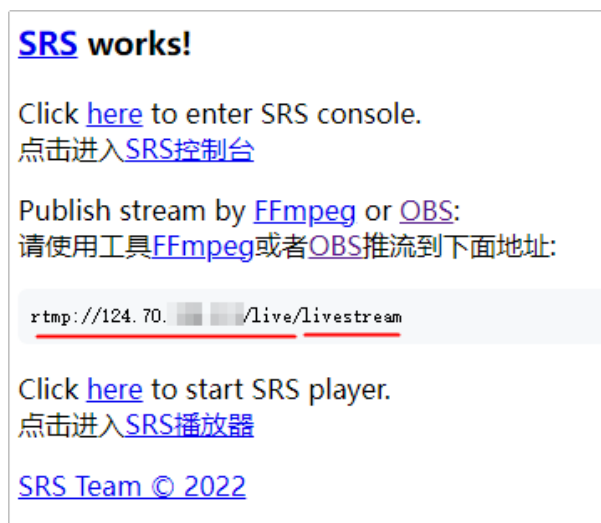 SRS works!
Click here to enter SRS console.
点击进入SRS控制台
Publish stream by FFmpeg or OBS:
请使用工具FFmpeg或者OBS推流到下面地址:
rtmp://124.70. /live/livestream
Click here to start SRS player.
点击进入SRS播放器
SRS Team © 2022